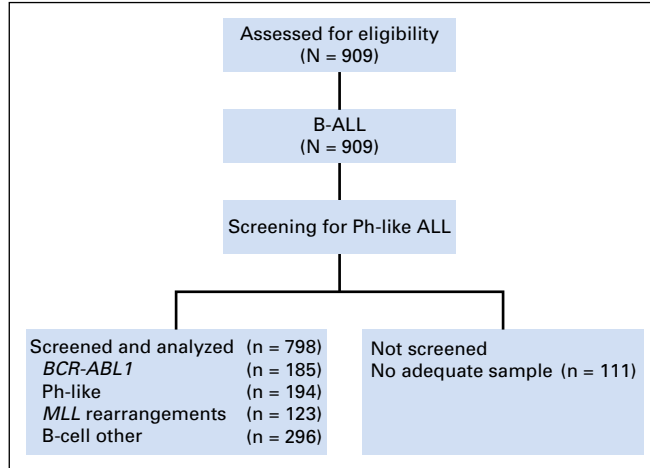 Assessed for eligibility
(N = 909)
B-ALL
(N = 909)
Screening for Ph-like ALL
Screened and analyzed (n = 798)
BCR-ABL1 (n = 185)
Ph-like (n = 194)
MLL rearrangements (n = 123)
B-cell other (n = 296)
Not screened
No adequate sample (n = 111)